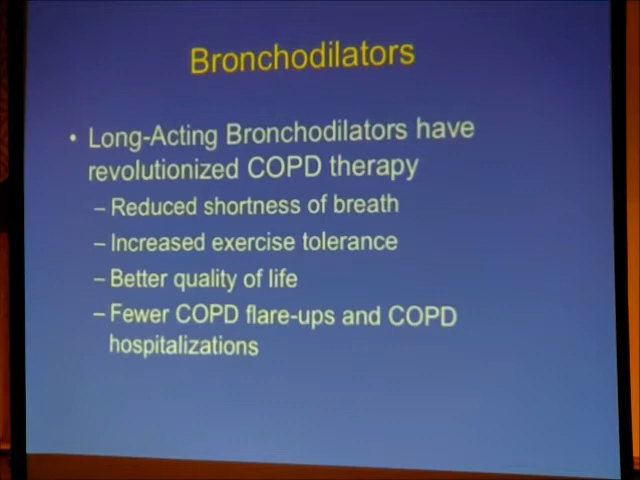 Bronchodilators
• Long-Acting Bronchodilators have
revolutionized COPD therapy
– Reduced shortness of breath
– Increased exercise tolerance
– Better quality of life
– Fewer COPD flare-ups and COPD
hospitalizations